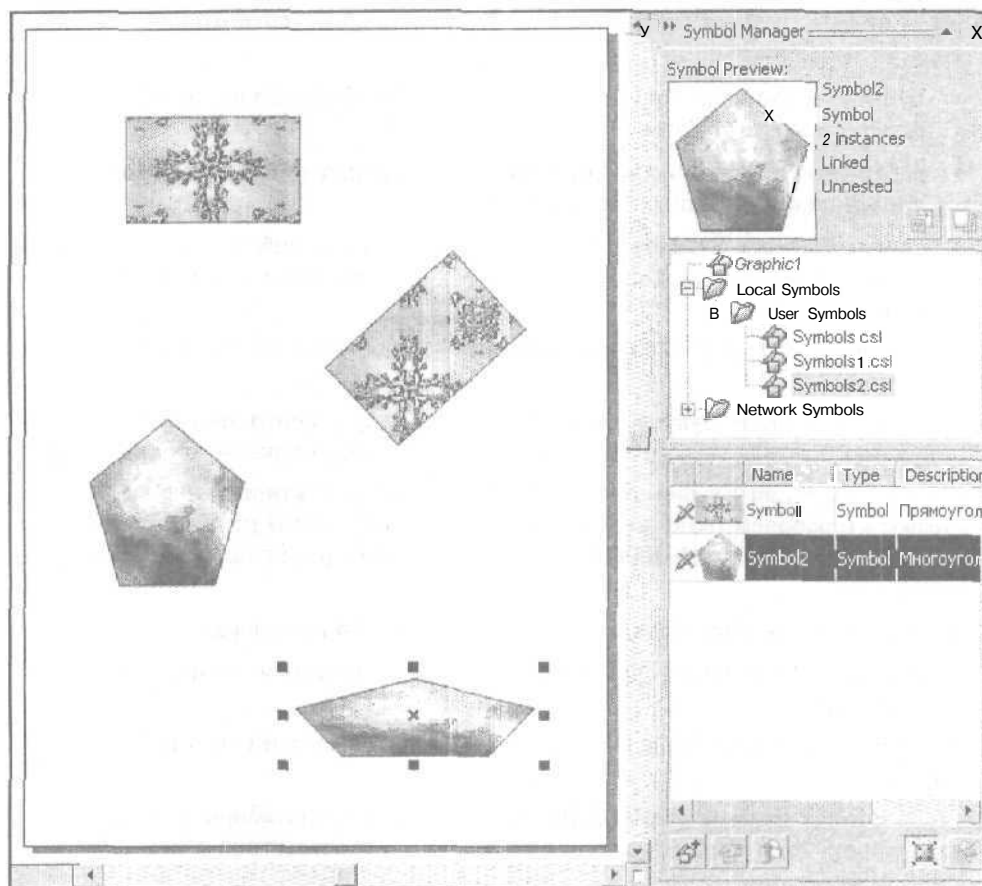 У Symbol Manager X
Symbol Preview:
Symbol2
X Symbol
2 instances
Linked
/ Unnested
Graphic1
Local Symbols
B User Symbols
Symbols csl
Symbols1.csl
Symbols2.csl
Network Symbols
Name Type Description
Symboll Symbol Прямоугол
Symbol2 Symbol Многоугол